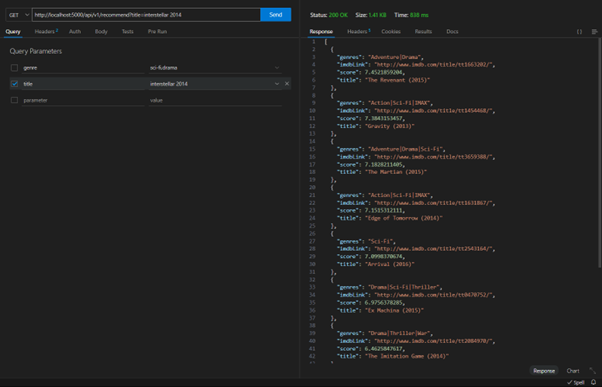 GET http://localhost:5000/api/v1/recommend?title=interstellar 2014 Send
Query Headers 2 Auth Body Tests Pre Run
Query Parameters
genre sci-fi,drama
title interstellar 2014
parameter value
Status: 200 OK Size: 1.41 KB Time: 838 ms
Response Headers 5 Cookies Results Docs
1 [
2 {
3 "genres": "Adventure|Drama",
4 "imdbLink": "http://www.imdb.com/title/tt1663202/",
5 "score": 7.4521859204,
6 "title": "The Revenant (2015)"
7 },
8 {
9 "genres": "Action|Sci-Fi|IMAX",
10 "imdbLink": "http://www.imdb.com/title/tt1454468/",
11 "score": 7.3843153457,
12 "title": "Gravity (2013)"
13 },
14 {
15 "genres": "Adventure|Drama|Sci-Fi",
16 "imdbLink": "http://www.imdb.com/title/tt3659388/",
17 "score": 7.1828211405,
18 "title": "The Martian (2015)"
19 },
20 {
21 "genres": "Action|Sci-Fi|IMAX",
22 "imdbLink": "http://www.imdb.com/title/tt1631867/",
23 "score": 7.1515312111,
24 "title": "Edge of Tomorrow (2014)"
25 },
26 {
27 "genres": "Sci-Fi",
28 "imdbLink": "http://www.imdb.com/title/tt2543164/",
29 "score": 7.0998370674,
30 "title": "Arrival (2016)"
31 },
32 {
33 "genres": "Drama|Sci-Fi|Thriller",
34 "imdbLink": "http://www.imdb.com/title/tt0470752/",
35 "score": 6.9756378285,
36 "title": "Ex Machina (2015)"
37 },
38 {
39 "genres": "Drama|Thriller|War",
40 "imdbLink": "http://www.imdb.com/title/tt2084970/",
41 "score": 6.4625847617,
42 "title": "The Imitation Game (2014)"
Response Chart
Spell